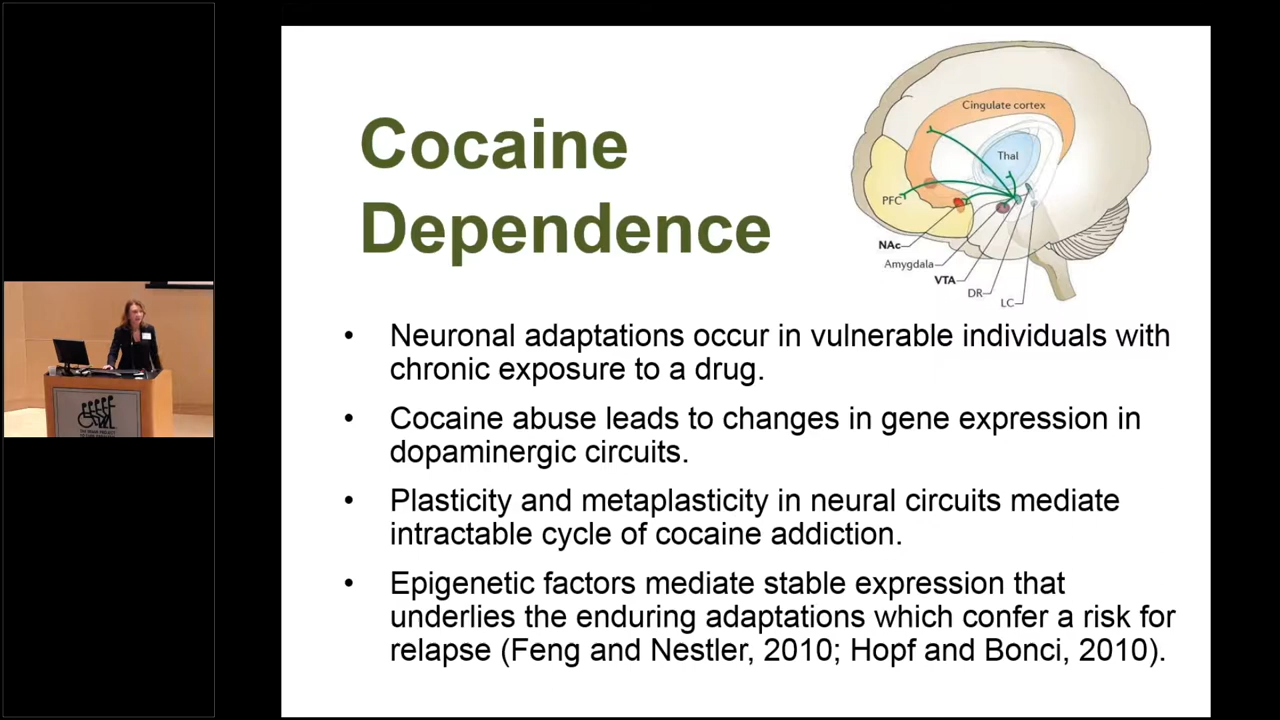 Cocaine
Dependence
Cingulate cortex
Thal
PFC
NAc
Amygdala
VTA
DR
LC
• Neuronal adaptations occur in vulnerable individuals with
chronic exposure to a drug.
• Cocaine abuse leads to changes in gene expression in
dopaminergic circuits.
• Plasticity and metaplasticity in neural circuits mediate
intractable cycle of cocaine addiction.
• Epigenetic factors mediate stable expression that
underlies the enduring adaptations which confer a risk for
relapse (Feng and Nestler, 2010; Hopf and Bonci, 2010).